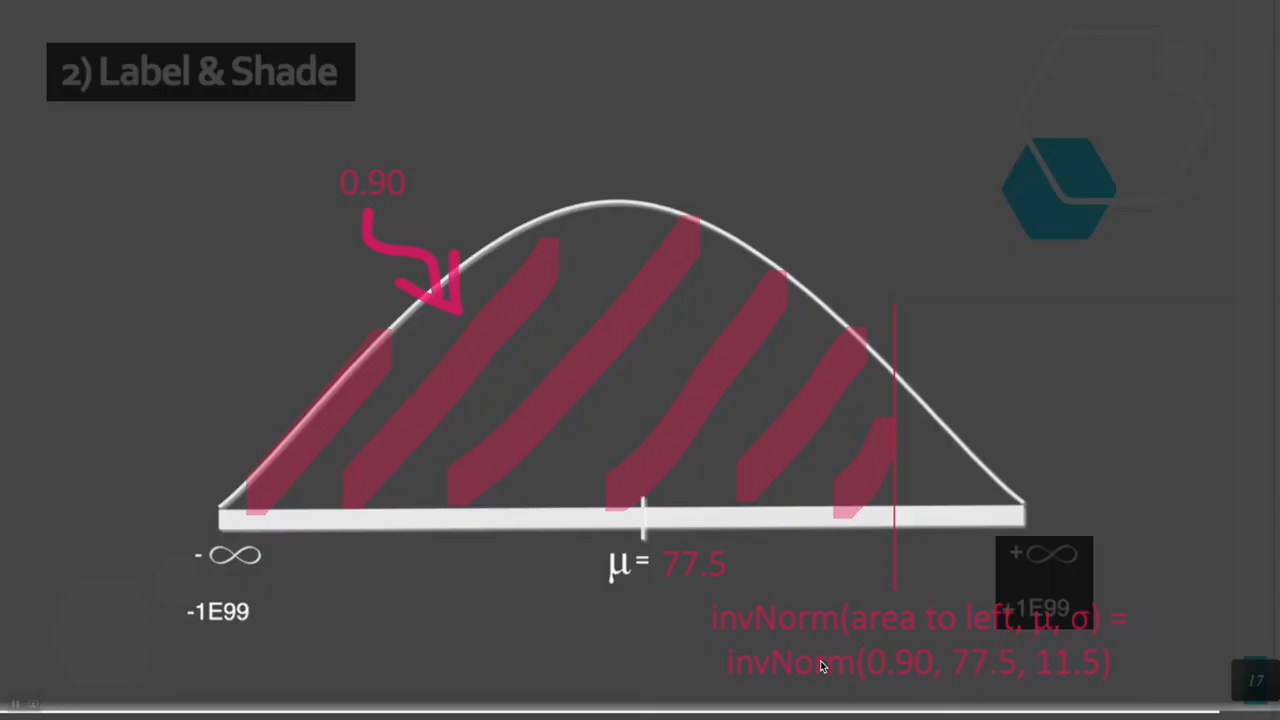 2) Label & Shade
0.90
- ∞
+∞
μ = 77.5
-1E99
+1E99
invNorm(area to left, μ, σ) =
invNorm(0.90, 77.5, 11.5)
17